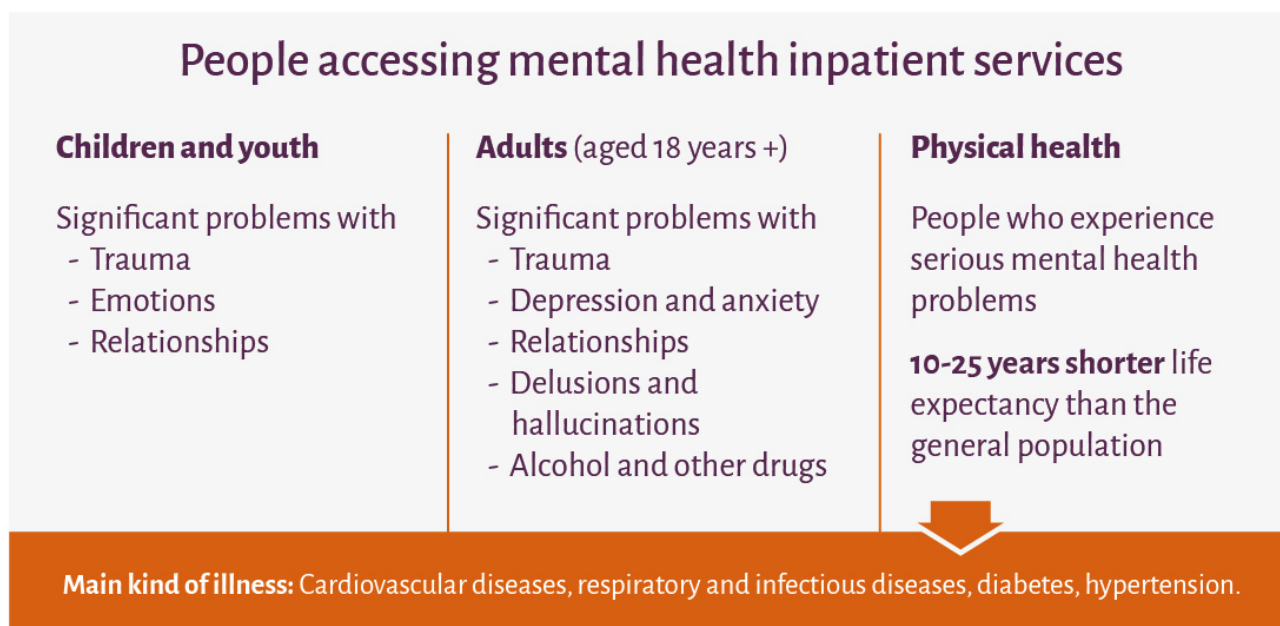 People accessing mental health inpatient services
Children and youth
Significant problems with
- Trauma
- Emotions
- Relationships
Adults (aged 18 years +)
Significant problems with
- Trauma
- Depression and anxiety
- Relationships
- Delusions and
hallucinations
- Alcohol and other drugs
Physical health
People who experience
serious mental health
problems
10-25 years shorter life
expectancy than the
general population
Main kind of illness: Cardiovascular diseases, respiratory and infectious diseases, diabetes, hypertension.